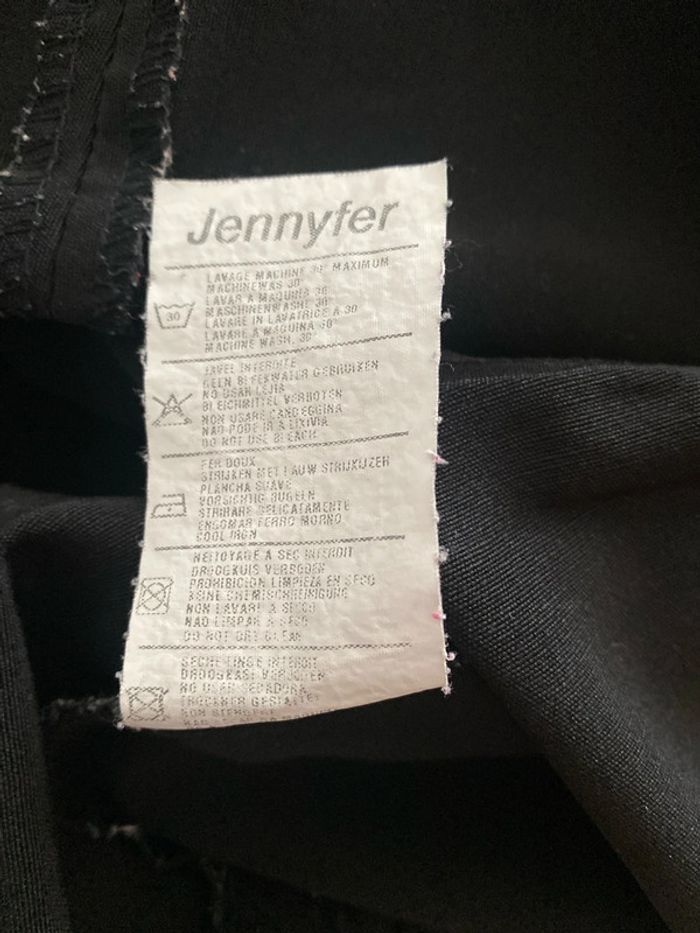 Jennyfer
LAVAGE MACHINE 30° MAXIMUM
MACHINEWAS 30°
LAVAR A MAQUINA 30°
MASCHINENWASHE 30°
LAVARE IN LAVATRICE A 30
LAVARE A MAQUINA 30°
MACHINE WASH, 30°
30
JAVEL INTERDITE
GEEN BLEEKWATER GEBRUIKEN
NO USAR LEJIA
BLEICHMITTEL VERBOTEN
NON USARE CANDEGGINA
NAO PODE IR A LIXIVIA
DO NOT USE BLEACH
FER DOUX
STRIJKEN MET LAUW STRIJKIJZER
PLANCHA SUAVE
VORSICHTIG BUGELN
STRIHARE DELICATAMENTE
ENGOMAR FERRO MORNO
COOL IRON
NETTOYAGE A SEC INTERDIT
DROOGKUIS VERBODEN
PROHIBICION LIMPIEZA EN SECO
KEINE CHEMISCHEREINIGUNG
NON LAVARE A SECCO
NAO LIMPAR A SECO
DO NOT DRY CLEAN
SECHE-LINGE INTERDIT
NO USAR SECADORA